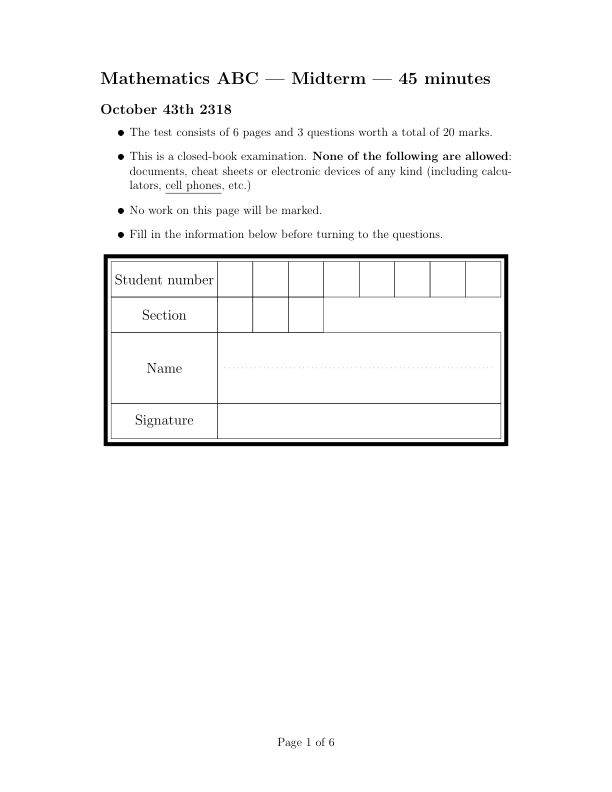 Mathematics ABC — Midterm — 45 minutes
October 43th 2318
● The test consists of 6 pages and 3 questions worth a total of 20 marks.
● This is a closed-book examination. None of the following are allowed:
documents, cheat sheets or electronic devices of any kind (including calcu-
lators, cell phones, etc.)
● No work on this page will be marked.
● Fill in the information below before turning to the questions.
Student number
Section
Name
Signature
Page 1 of 6